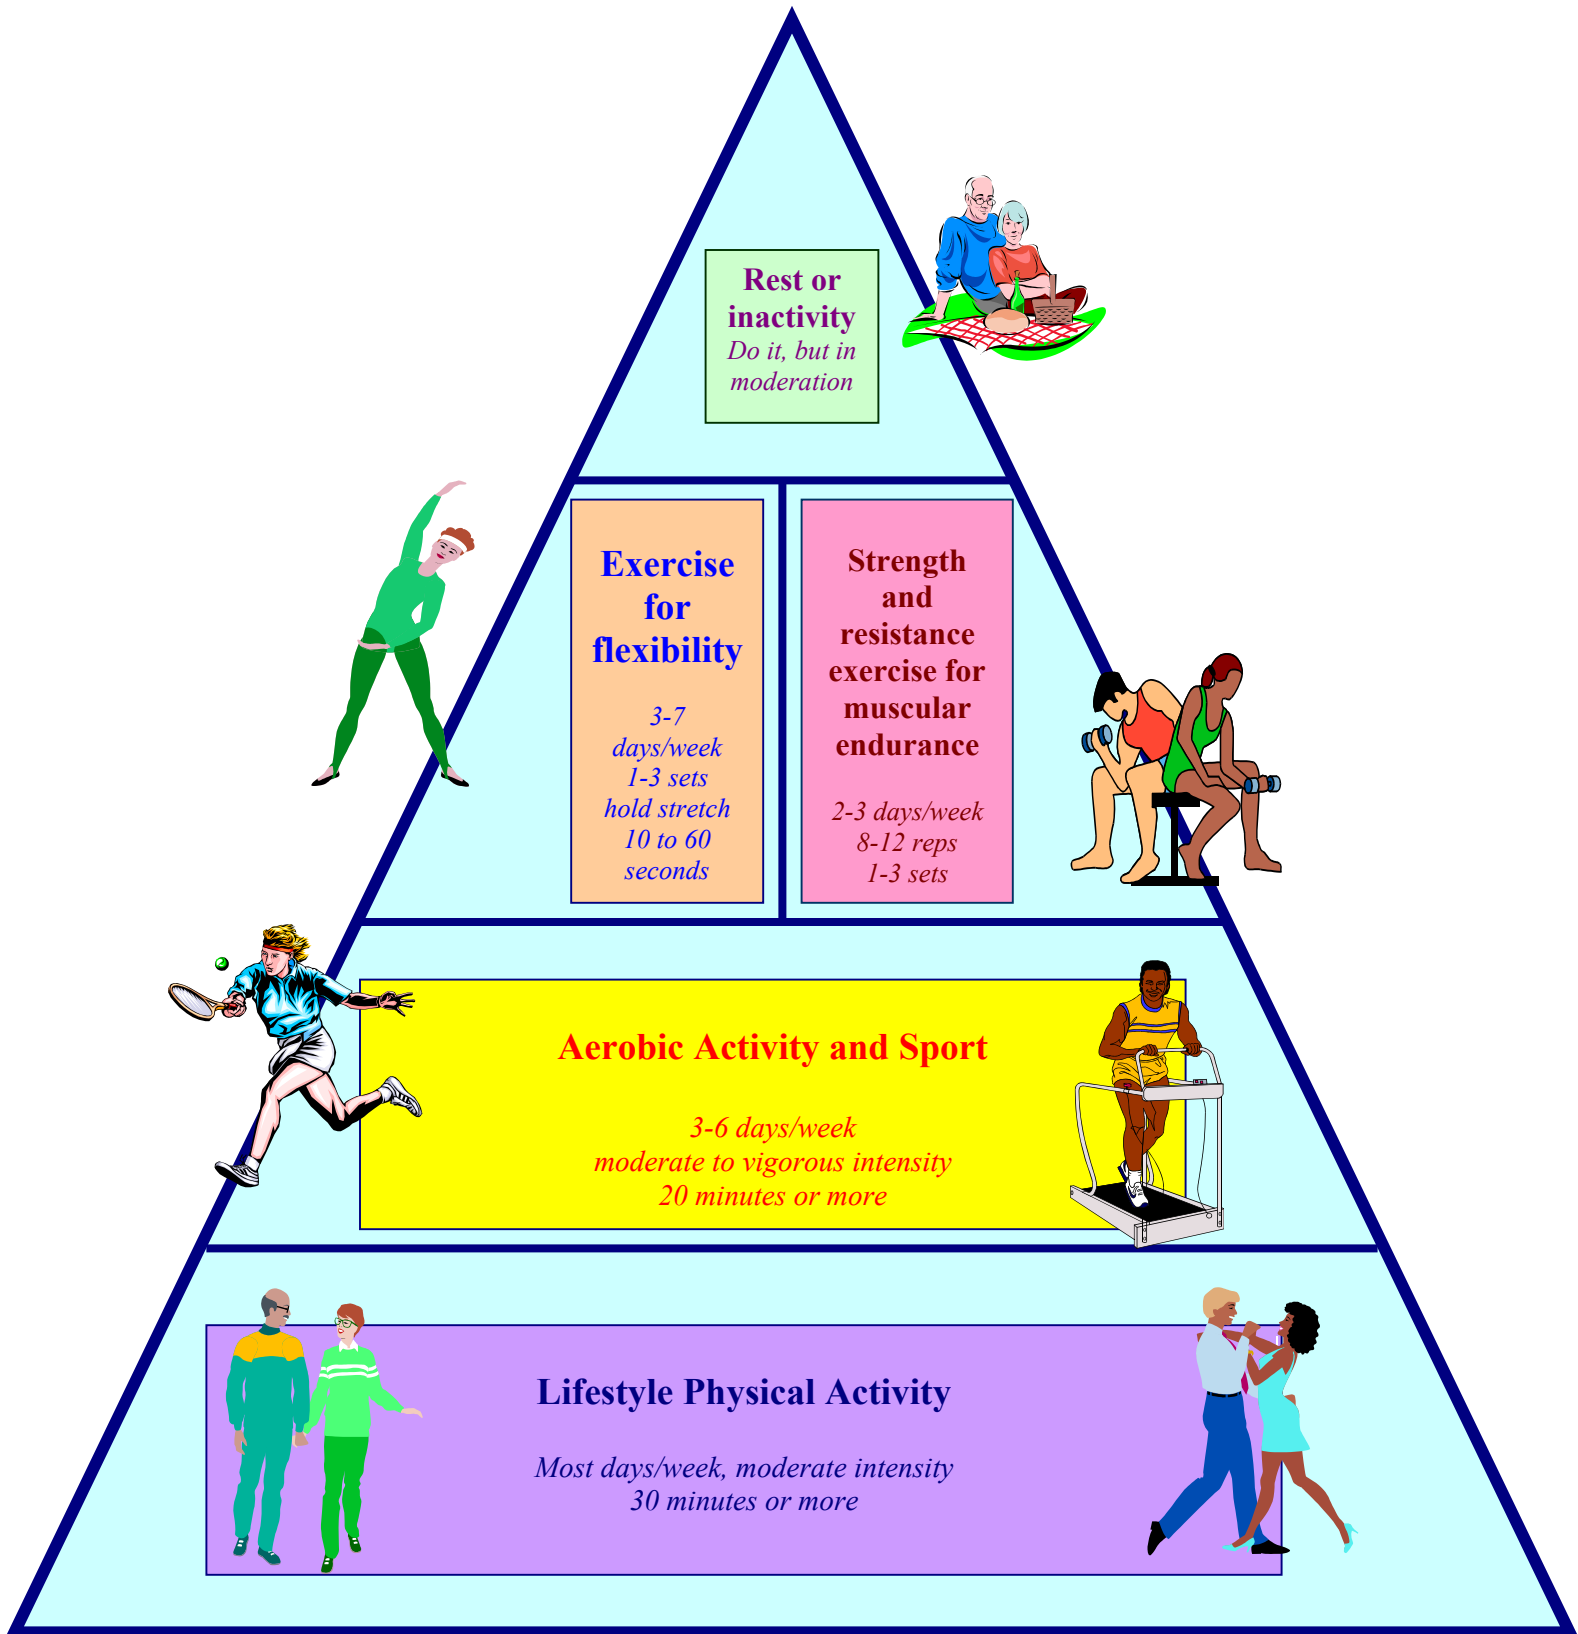 Rest or
inactivity
Do it, but in
moderation
Exercise
for
flexibility
3-7
days/week
1-3 sets
hold stretch
10 to 60
seconds
Strength
and
resistance
exercise for
muscular
endurance
2-3 days/week
8-12 reps
1-3 sets
Aerobic Activity and Sport
3-6 days/week
moderate to vigorous intensity
20 minutes or more
Lifestyle Physical Activity
Most days/week, moderate intensity
30 minutes or more